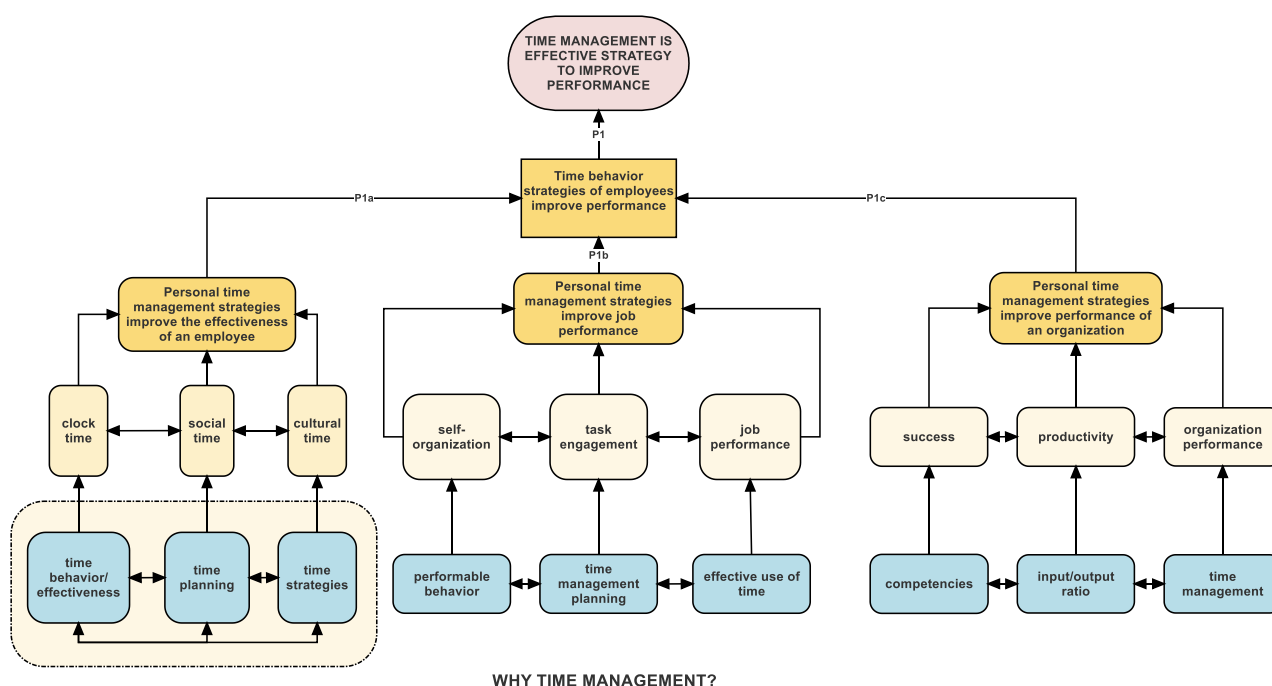 TIME MANAGEMENT IS
EFFECTIVE STRATEGY
TO IMPROVE
PERFORMANCE
P1
Time behavior
strategies of employees
improve performance
P1a
P1c
P1b
Personal time
management strategies
improve the effectiveness
of an employee
Personal time
management strategies
improve job
performance
Personal time
management strategies
improve performance of
an organization
clock
time
social
time
cultural
time
self-
organization
task
engagement
job
performance
success
productivity
organization
performance
time
behavior/
effectiveness
time
planning
time
strategies
performable
behavior
time
management
planning
effective use of
time
competencies
input/output
ratio
time
management
WHY TIME MANAGEMENT?